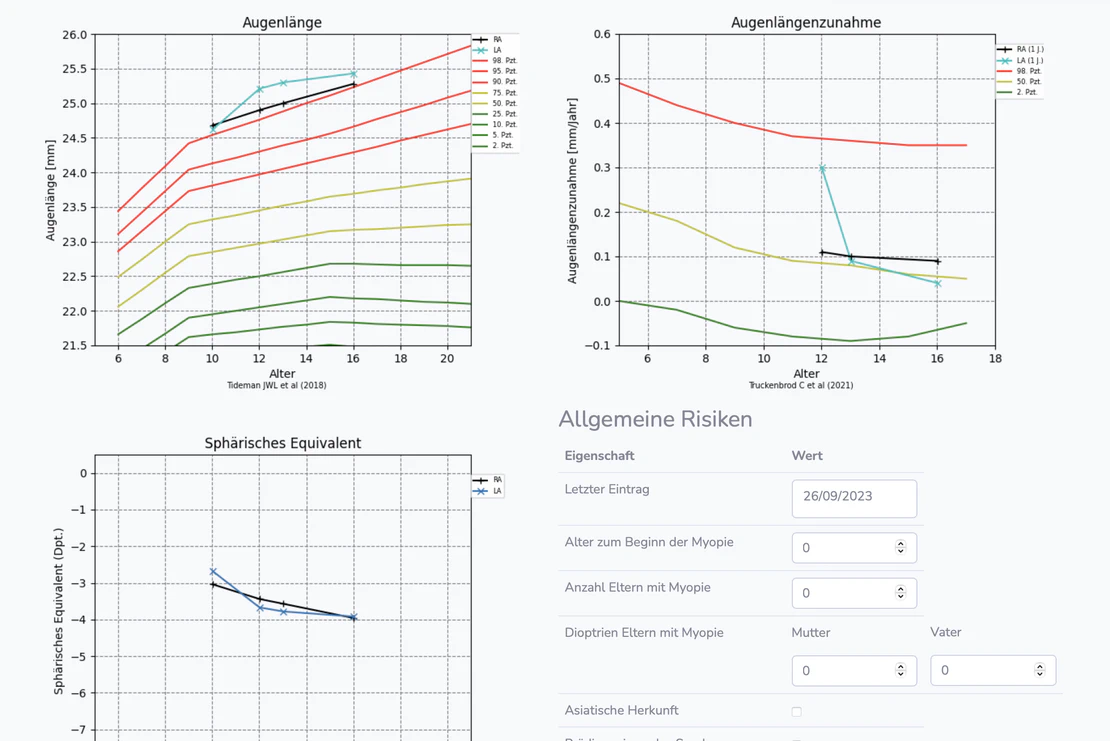 Augenlänge
26.0
25.5
25.0
24.5
24.0
23.5
23.0
22.5
22.0
21.5
Augenlänge [mm]
6 8 10 12 14 16 18 20
Alter
Tideman JWL et al (2018)
RA
LA
98. Pzt.
95. Pzt.
90. Pzt.
75. Pzt.
50. Pzt.
25. Pzt.
10. Pzt.
5. Pzt.
2. Pzt.
Augenlängenzunahme
0.6
0.5
0.4
0.3
0.2
0.1
0.0
−0.1
Augenlängenzunahme [mm/Jahr]
6 8 10 12 14 16 18
Alter
Truckenbrod C et al (2021)
RA (1 J.)
LA (1 J.)
98. Pzt.
50. Pzt.
2. Pzt.
Sphärisches Equivalent
0
−1
−2
−3
−4
−5
−6
−7
Sphärisches Equivalent (Dpt.)
RA
LA
Allgemeine Risiken
Eigenschaft Wert
Letzter Eintrag 26/09/2023
Alter zum Beginn der Myopie 0
Anzahl Eltern mit Myopie 0
Dioptrien Eltern mit Myopie Mutter Vater
0 0
Asiatische Herkunft